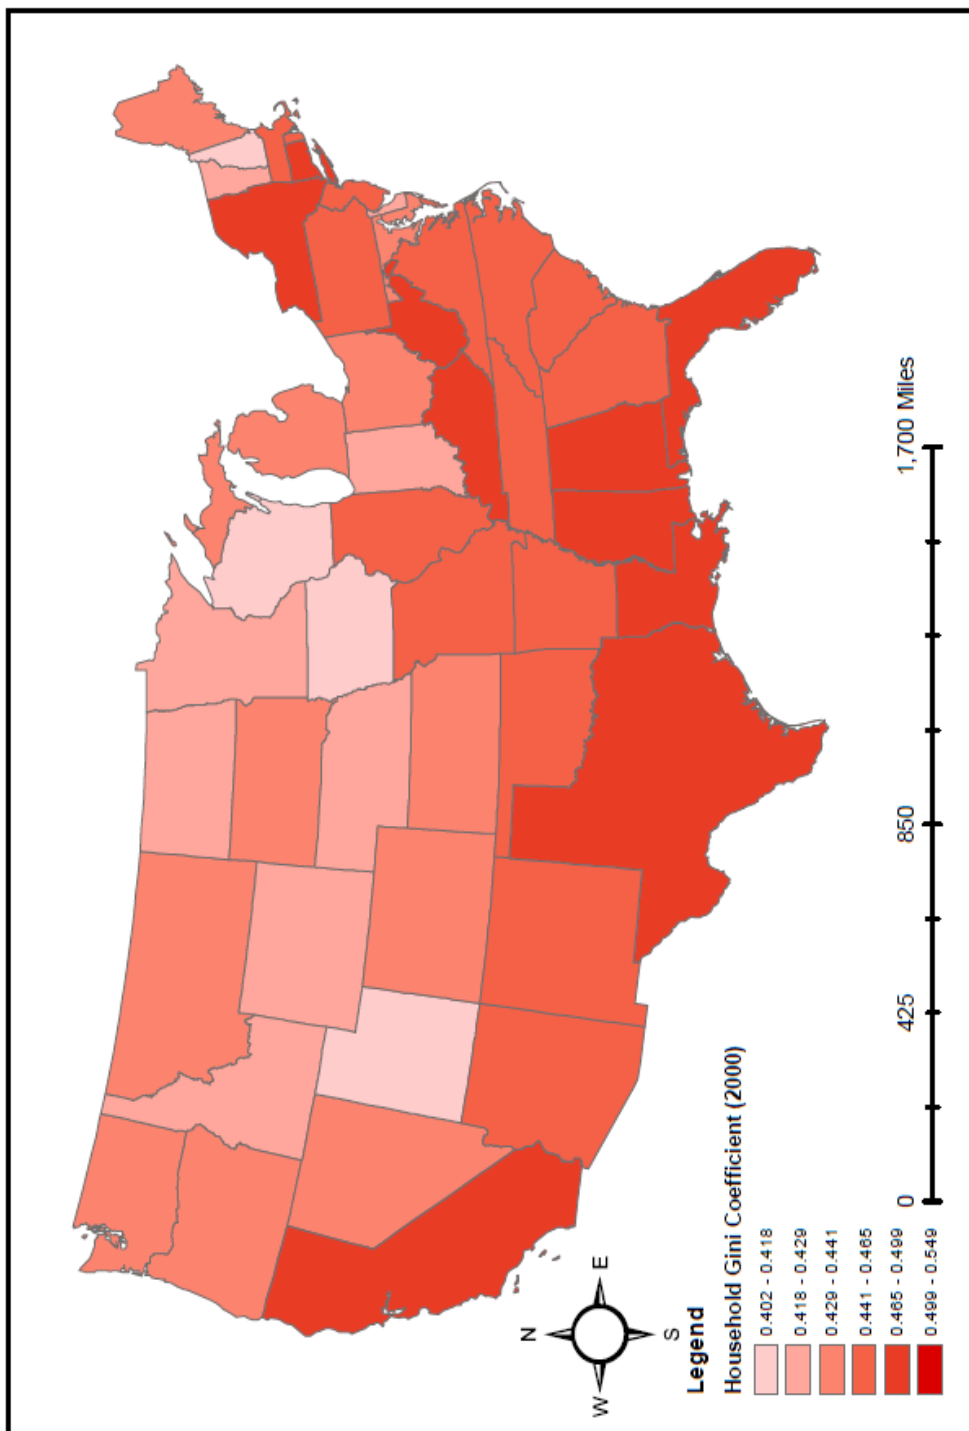 N
W
E
S
Legend
Household Gini Coefficient (2000)
0.402 - 0.418
0.418 - 0.429
0.429 - 0.441
0.441 - 0.465
0.465 - 0.499
0.499 - 0.549
0 425 850 1,700 Miles